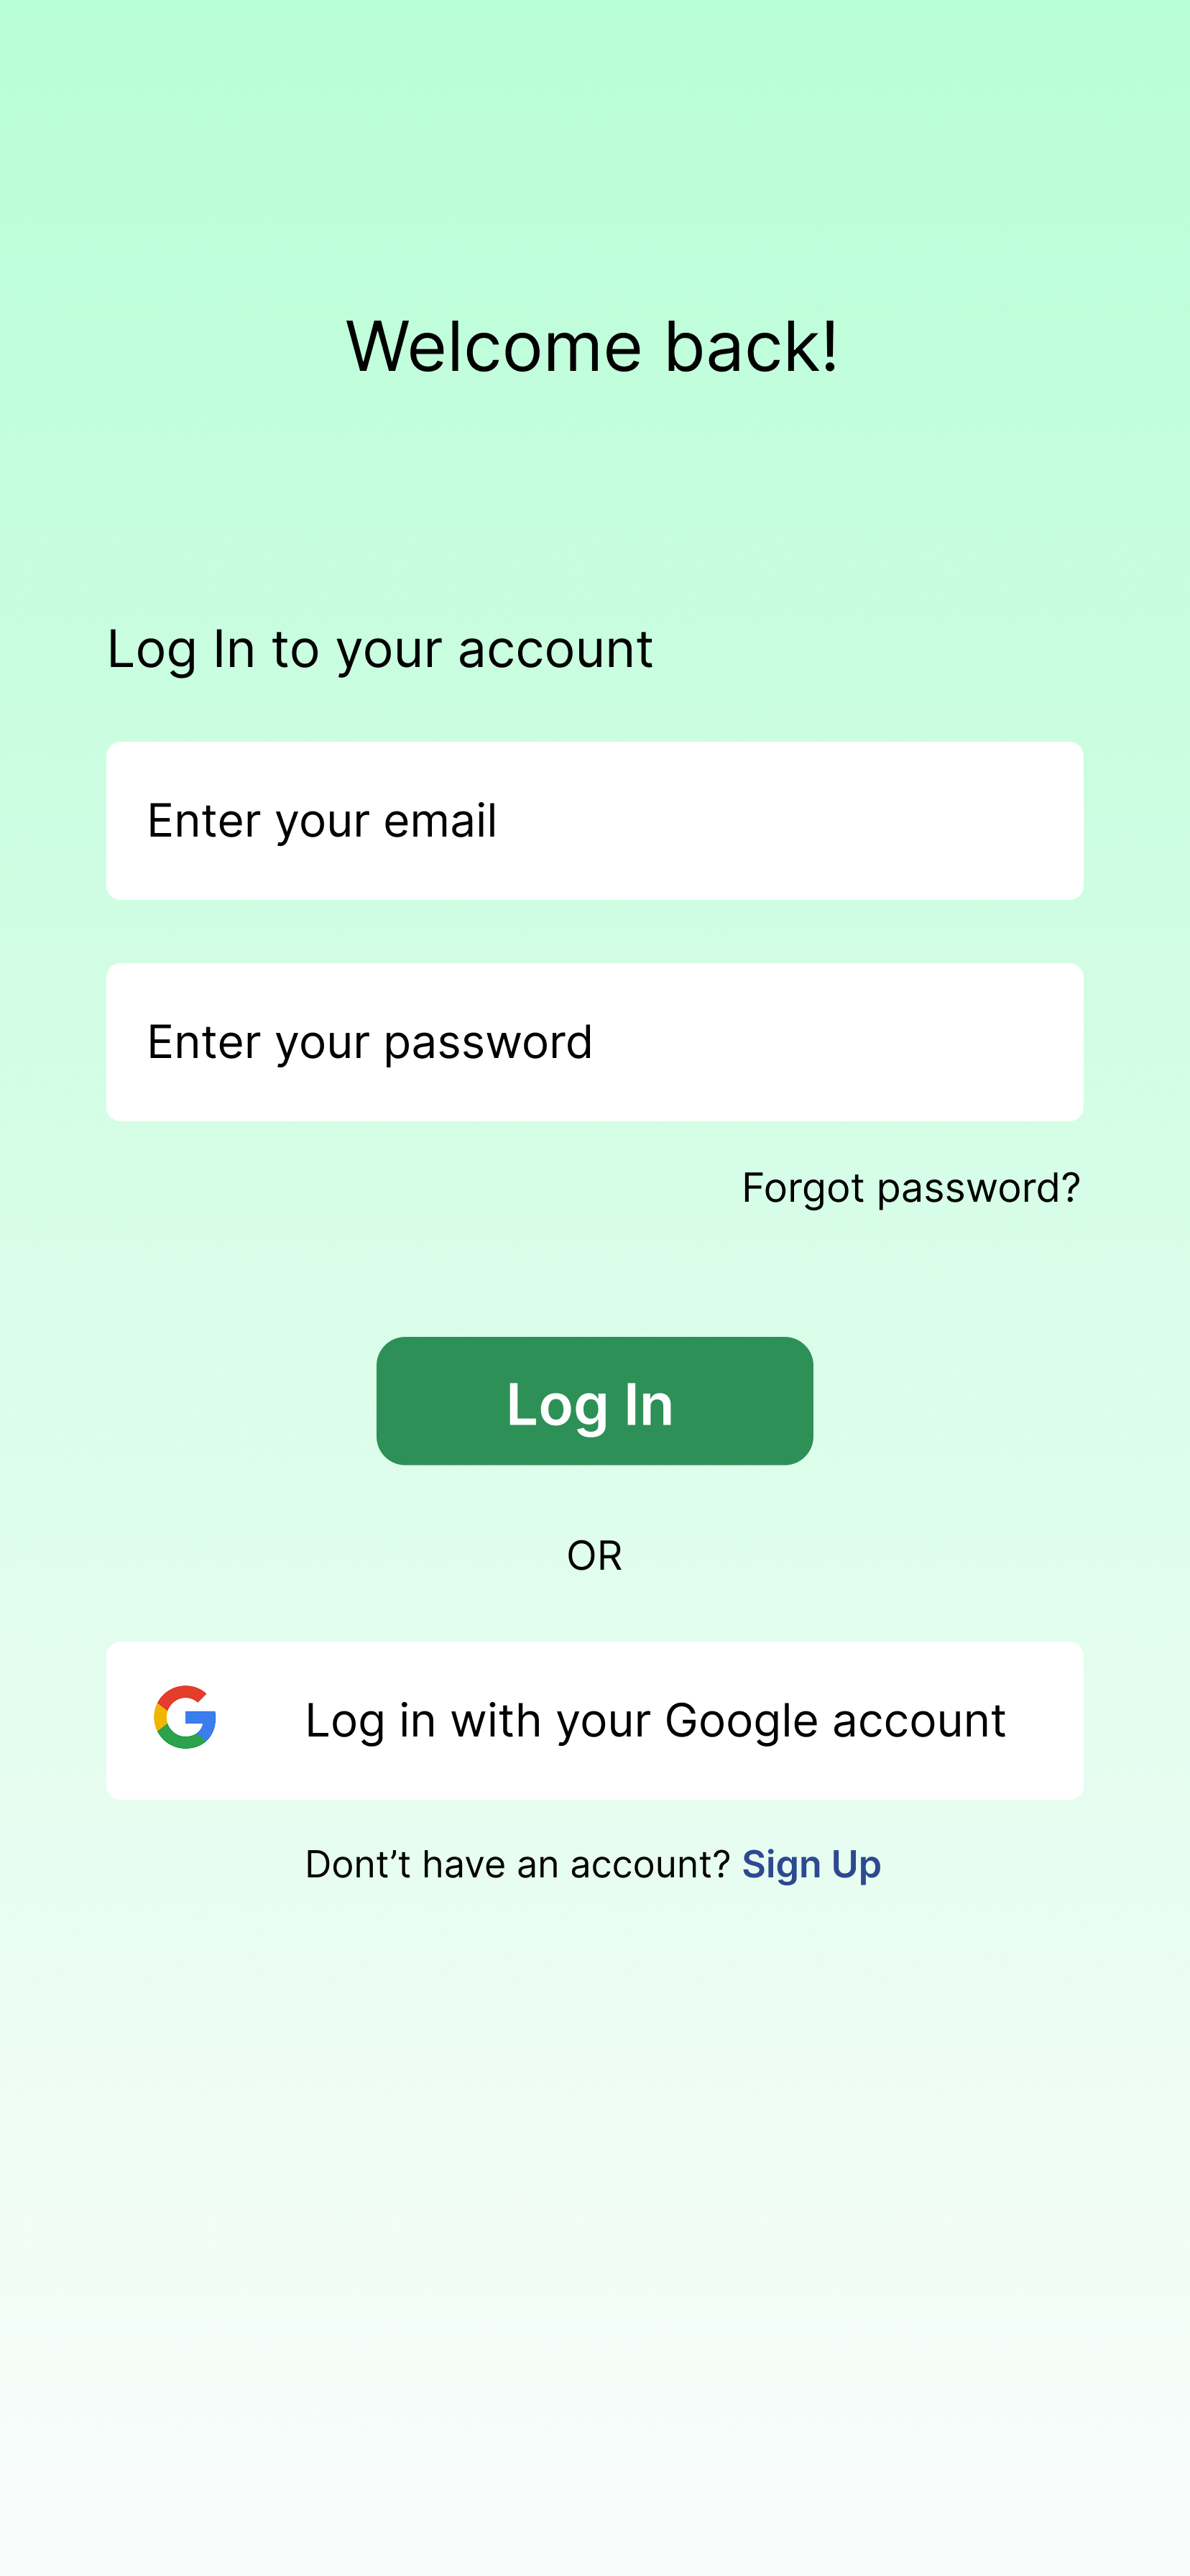 Welcome back!
Log In to your account
Enter your email
Enter your password
Forgot password?
Log In
OR
Log in with your Google account
Dont’t have an account? Sign Up